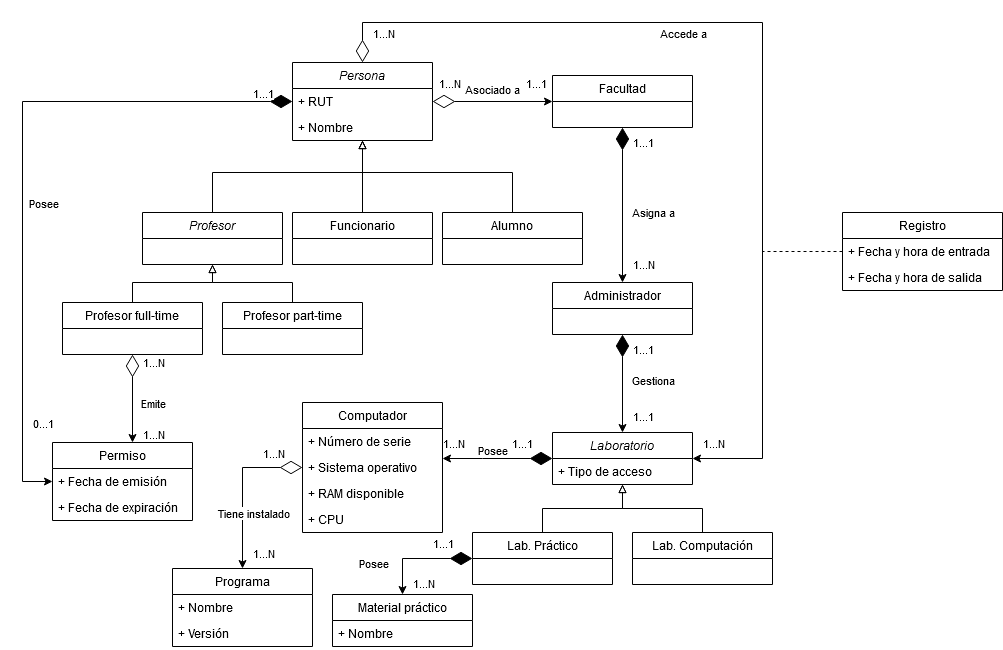 1...N
Accede a
Persona
+ RUT
+ Nombre
1...1
1...N
Asociado a
1...1
Facultad
1...1
Posee
Asigna a
Profesor
Funcionario
Alumno
Registro
+ Fecha y hora de entrada
+ Fecha y hora de salida
1...N
Administrador
Profesor full-time
Profesor part-time
1...1
1...N
Gestiona
Emite
1...1
0...1
1...N
Permiso
+ Fecha de emisión
+ Fecha de expiración
Computador
+ Número de serie
+ Sistema operativo
+ RAM disponible
+ CPU
1...N
Posee
1...1
Laboratorio
+ Tipo de acceso
1...N
1...N
Tiene instalado
1...N
Programa
+ Nombre
+ Versión
1...1
Posee
1...N
Lab. Práctico
Lab. Computación
Material práctico
+ Nombre